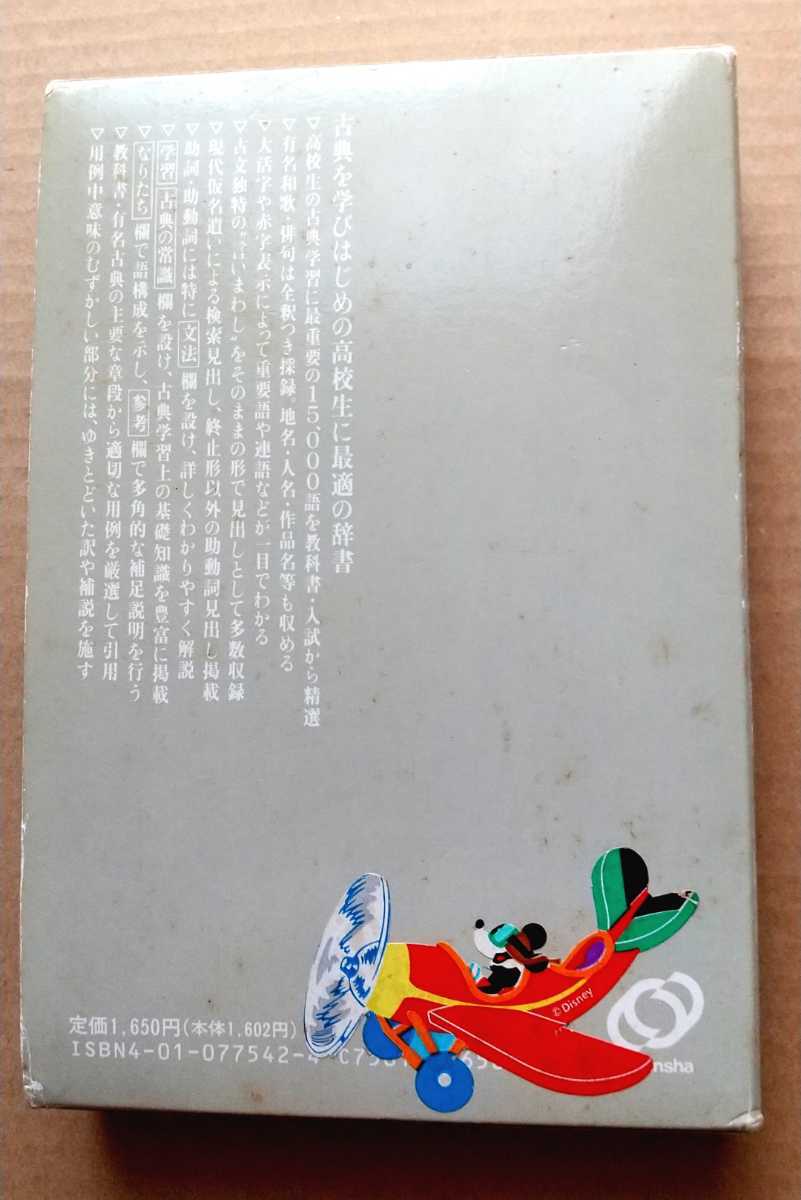 古典を学びはじめの高校生に最適の辞書
▽高校生の古典学習に最重要の15,000語を教科書・入試から精選
▽有名和歌・俳句は全釈つき採録。地名・人名・作品名等も収める
▽大活字や赤字表示によって重要語や連語などが一目でわかる
▽古文独特の"言いまわし"をそのままの形で見出しとして多数収録
▽現代仮名遣いによる検索見出し、終止形以外の助動詞見出し掲載
▽助詞・助動詞には特に文法欄を設け、詳しくわかりやすく解説
▽学習古典の常識欄を設け、古典学習上の基礎知識を豊富に掲載
▽なりたち欄で語構成を示し、参考欄で多角的な補足説明を行う
▽教科書・有名古典の主要な章段から適切な用例を厳選して引用
▽用例中意味のむずかしい部分には、ゆきとどいた訳や補説を施す
定価1,650円(本体1,602円)
ISBN4-01-077542-4
©Disney